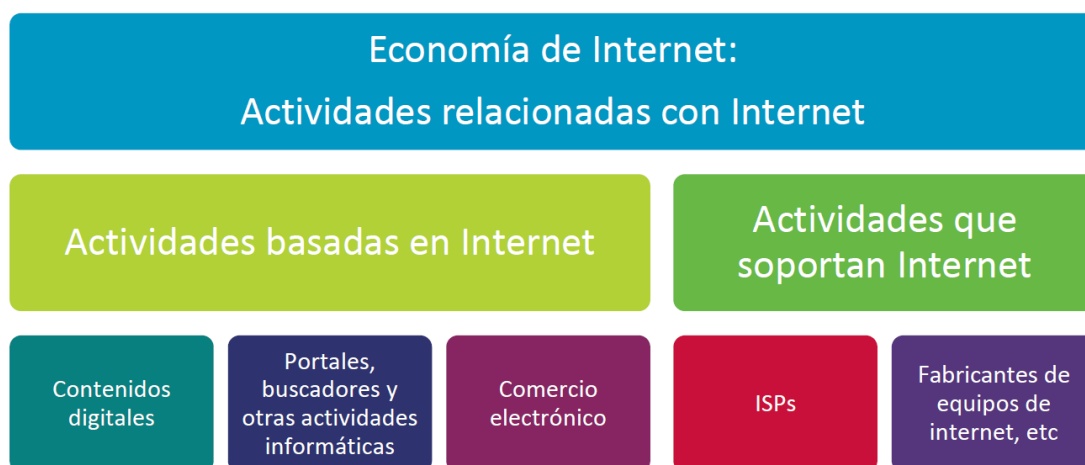 Economía de Internet:
Actividades relacionadas con Internet
Actividades basadas en Internet
Actividades que
soportan Internet
Contenidos
digitales
Portales,
buscadores y
otras actividades
informáticas
Comercio
electrónico
ISPs
Fabricantes de
equipos de
internet, etc